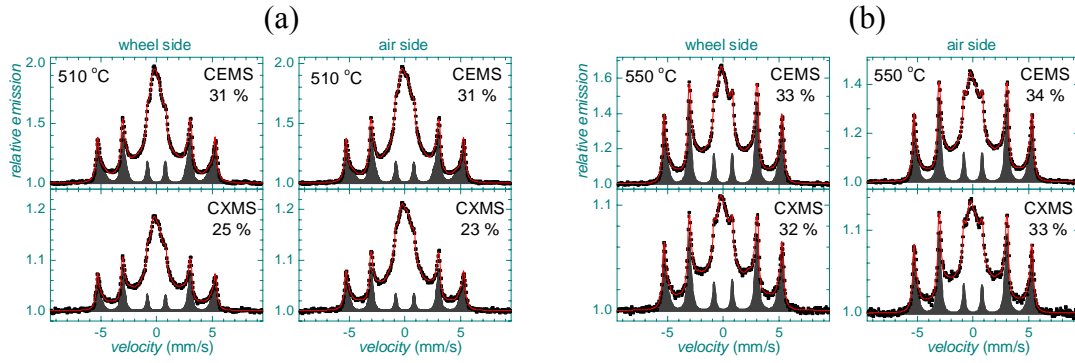 (a)
(b)
wheel side
air side
wheel side
air side
2.0
1.5
1.0
relative emission
510 °C
CEMS
31 %
2.0
1.5
1.0
510 °C
CEMS
31 %
1.6
1.4
1.2
1.0
relative emission
550 °C
CEMS
33 %
1.4
1.2
1.0
550 °C
CEMS
34 %
1.2
1.1
1.0
CXMS
25 %
1.2
1.1
1.0
CXMS
23 %
1.1
1.0
CXMS
32 %
1.1
1.0
CXMS
33 %
-5 0 5
-5 0 5
-5 0 5
-5 0 5
velocity (mm/s)
velocity (mm/s)
velocity (mm/s)
velocity (mm/s)